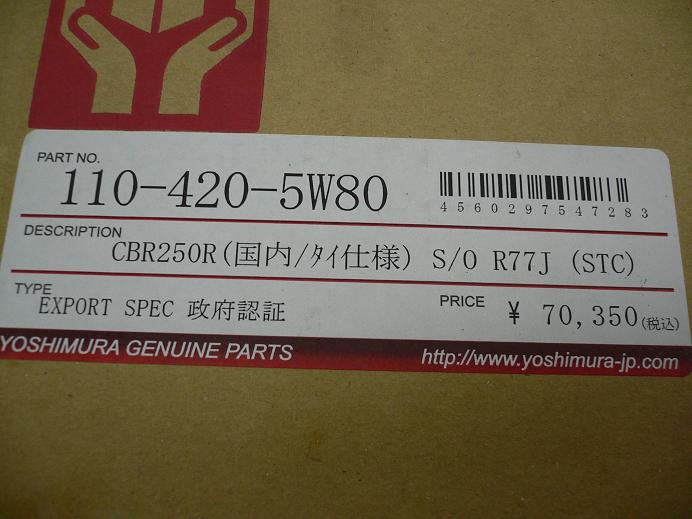 PART NO.
110-420-5W80
4560297547283
DESCRIPTION
CBR250R(国内/ﾀｲ仕様) S/O R77J (STC)
TYPE
EXPORT SPEC 政府認証
PRICE ¥ 70,350(税込)
YOSHIMURA GENUINE PARTS
http://www.yoshimura-jp.com